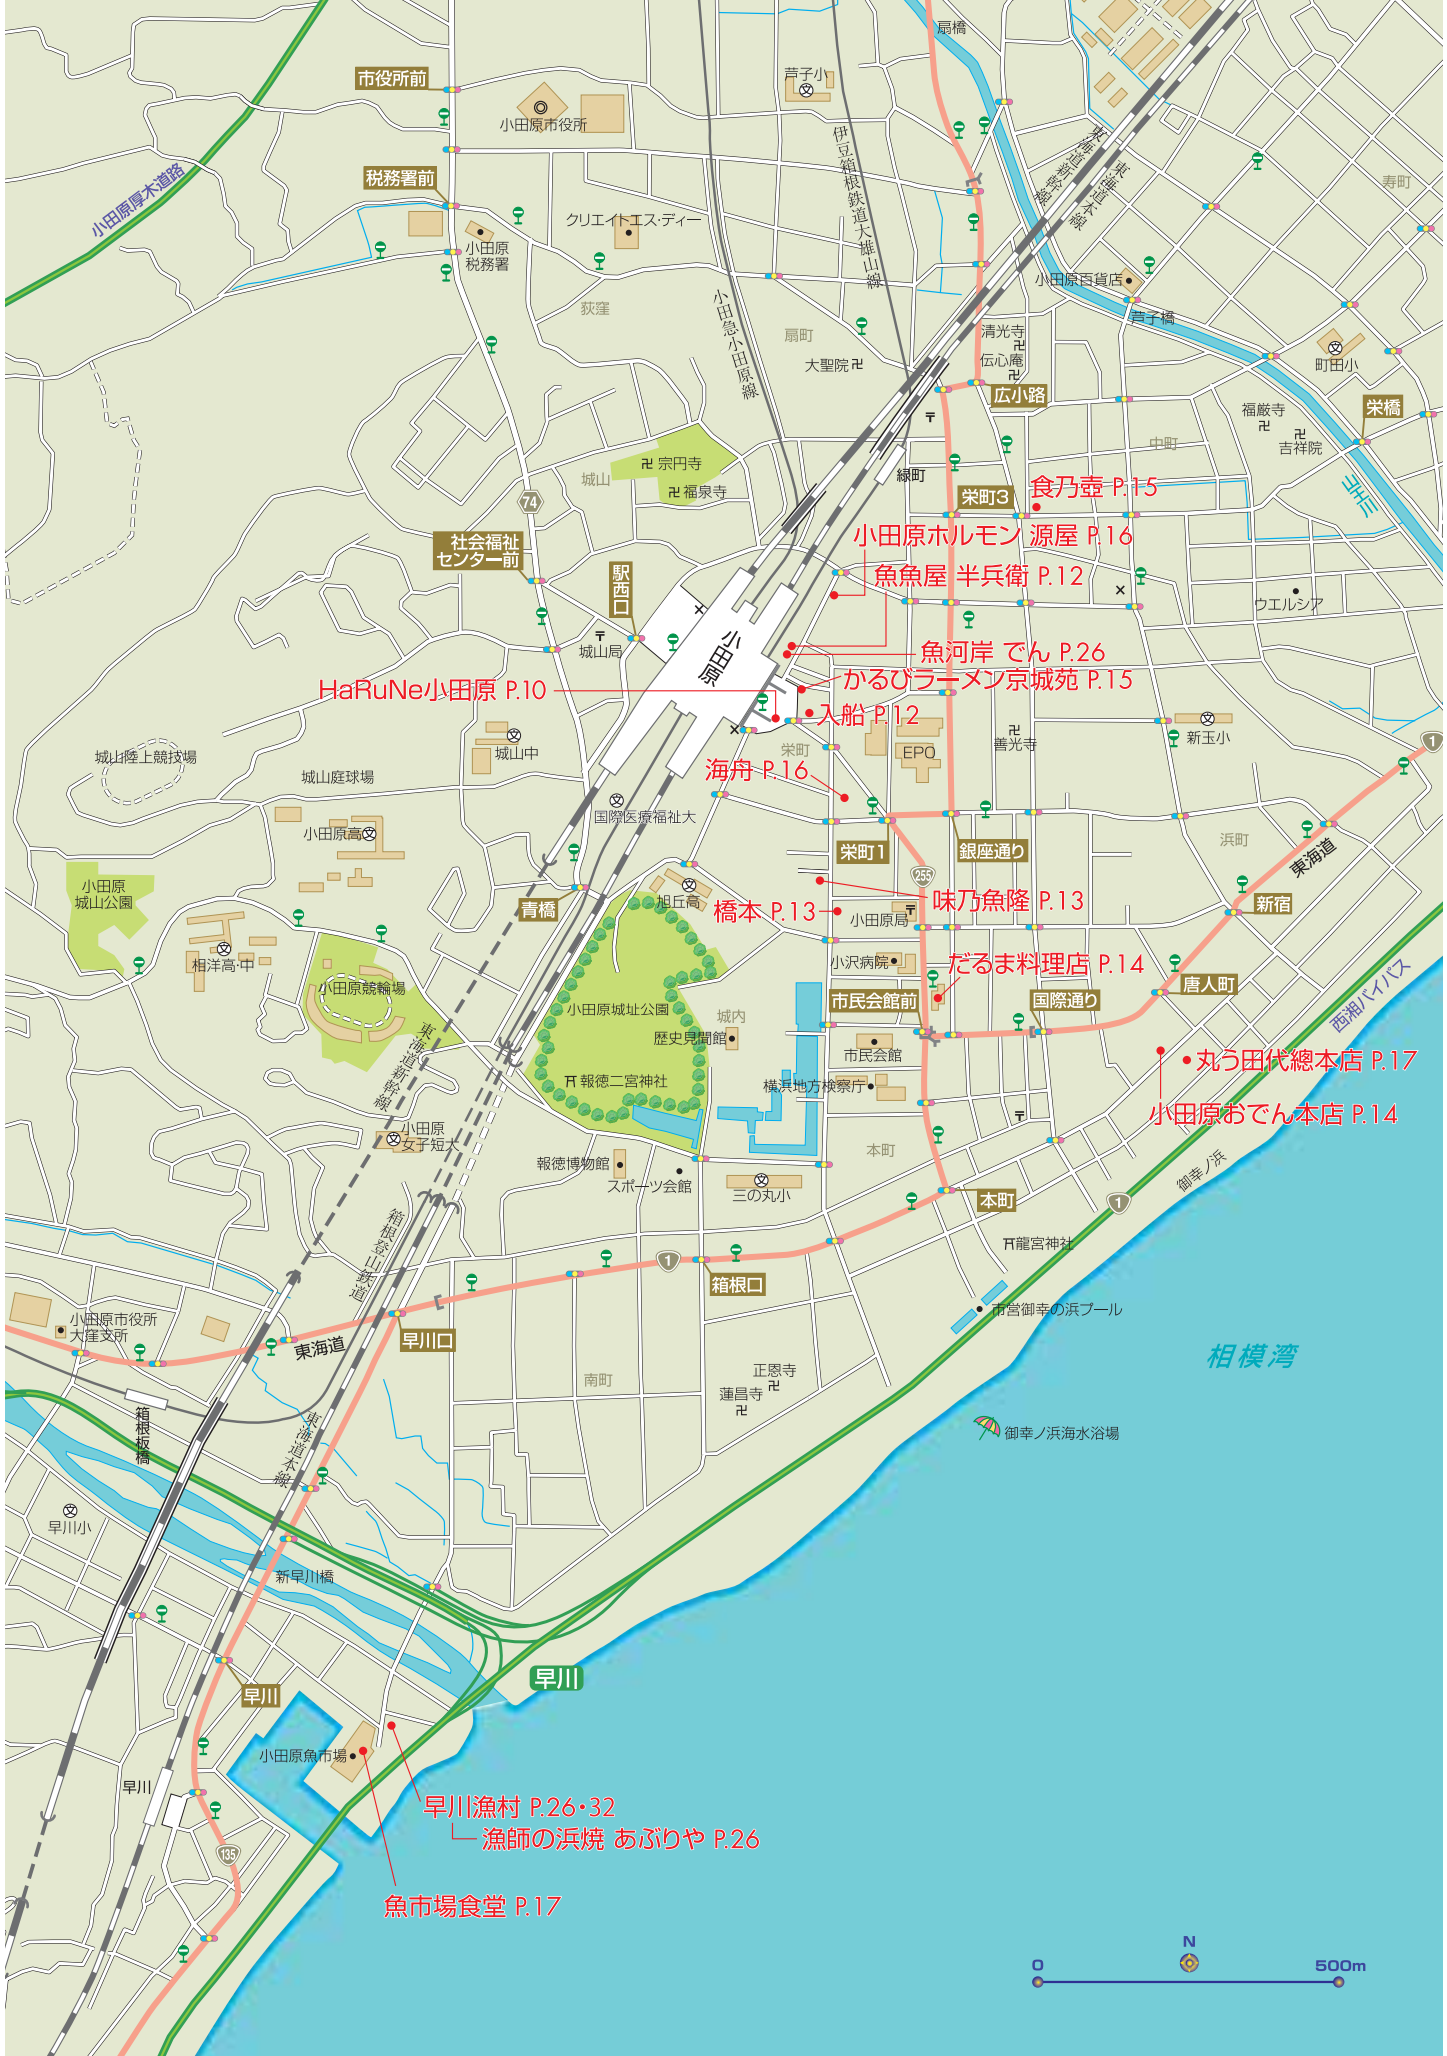 扇橋
市役所前
芦子小
小田原市役所
伊豆箱根鉄道大雄山線
東海道新幹線
東海道本線
寿町
税務署前
小田原厚木道路
クリエイトエス・ディー
小田原
税務署
小田原百貨店
荻窪
小田急小田原線
扇町
清光寺
伝心庵
芦子橋
大聖院
町田小
広小路
福厳寺
栄橋
吉祥院
中町
宗円寺
城山
福泉寺
緑町
74
栄町3
食乃壺 P.15
山王川
社会福祉
センター前
小田原ホルモン 源屋 P.16
駅西口
魚魚屋 半兵衛 P.12
ウエルシア
城山局
小田原
魚河岸 でん P.26
HaRuNe小田原 P.10
かるびラーメン京城苑 P.15
入船 P.12
城山陸上競技場
城山中
栄町
EPO
善光寺
新玉小
1
城山庭球場
海舟 P.16
国際医療福祉大
小田原高
栄町1
銀座通り
浜町
東海道
小田原
城山公園
255
旭丘高
青橋
橋本 P.13
味乃魚隆 P.13
小田原局
新宿
相洋高・中
小沢病院
だるま料理店 P.14
小田原競輪場
小田原城址公園
城内
市民会館前
国際通り
唐人町
西湘バイパス
東海道新幹線
歴史見聞館
市民会館
丸う田代總本店 P.17
報徳二宮神社
横浜地方検察庁
小田原おでん本店 P.14
小田原
女子短大
報徳博物館
本町
スポーツ会館
三の丸小
御幸ノ浜
本町
1
箱根登山鉄道
龍宮神社
1
箱根口
小田原市役所
大窪支所
市営御幸の浜プール
早川口
東海道
相模湾
南町
正恩寺
蓮昌寺
箱根板橋
東海道本線
御幸ノ浜海水浴場
早川小
新早川橋
早川
早川
小田原魚市場
早川
早川漁村 P.26・32
漁師の浜焼 あぶりや P.26
135
魚市場食堂 P.17
N
0
500m